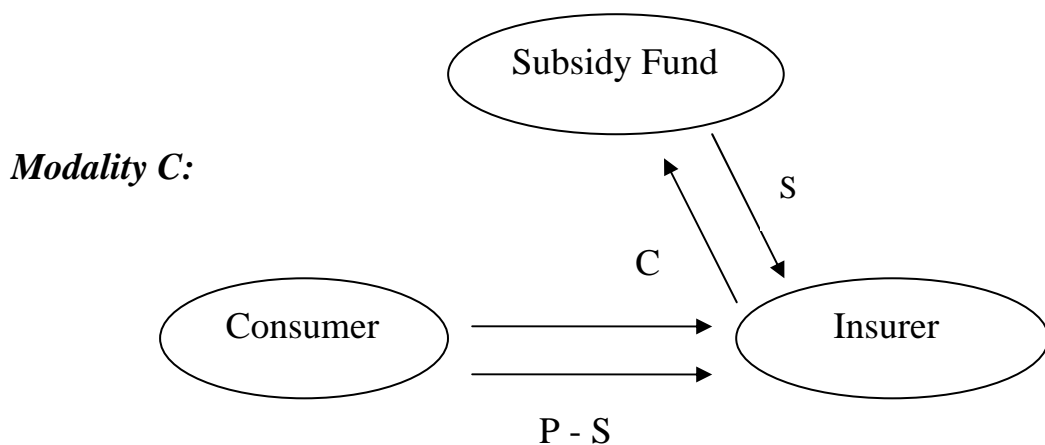 Subsidy Fund
Modality C:
S
C
Consumer
Insurer
P - S